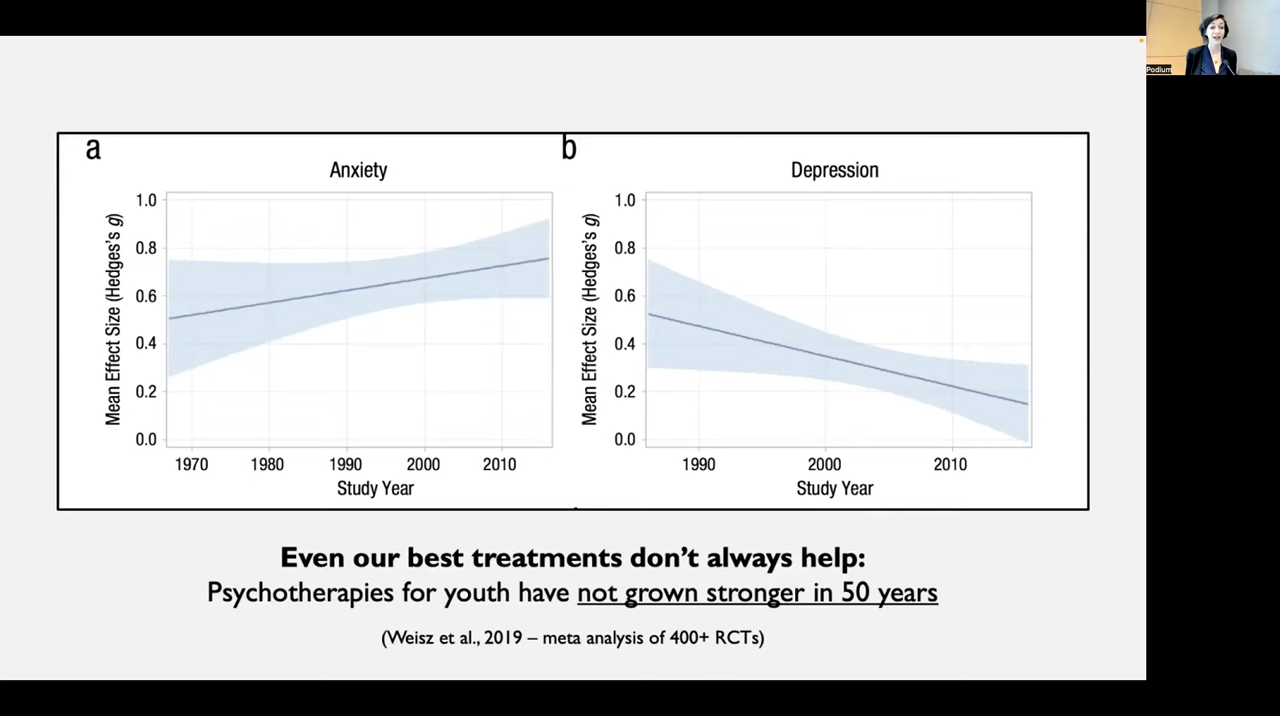 Podium
a
b
Anxiety
Depression
Mean Effect Size (Hedges's g)
1.0
0.8
0.6
0.4
0.2
0.0
1970 1980 1990 2000 2010
Study Year
Mean Effect Size (Hedges's g)
1.0
0.8
0.6
0.4
0.2
0.0
1990 2000 2010
Study Year
Even our best treatments don't always help:
Psychotherapies for youth have not grown stronger in 50 years
(Weisz et al., 2019 – meta analysis of 400+ RCTs)